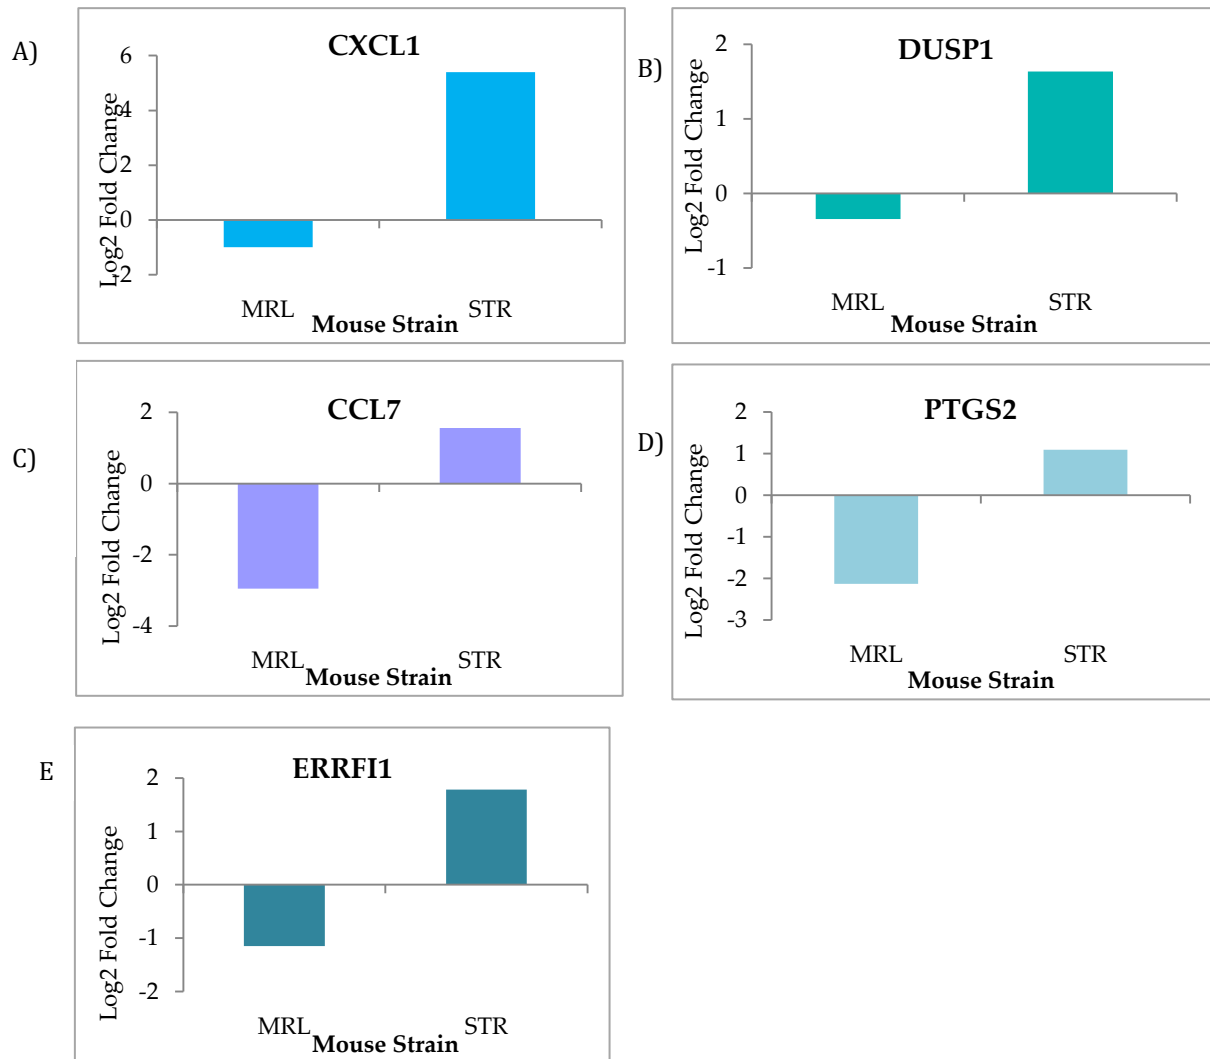 A)
CXCL1
Log2 Fold Change
6
4
2
0
-2
MRL
STR
Mouse Strain
B)
DUSP1
Log2 Fold Change
2
1
0
-1
MRL
STR
Mouse Strain
C)
CCL7
Log2 Fold Change
2
0
-2
-4
MRL
STR
Mouse Strain
D)
PTGS2
Log2 Fold Change
2
1
0
-1
-2
-3
MRL
STR
Mouse Strain
E
ERRFI1
Log2 Fold Change
2
1
0
-1
-2
MRL
STR
Mouse Strain